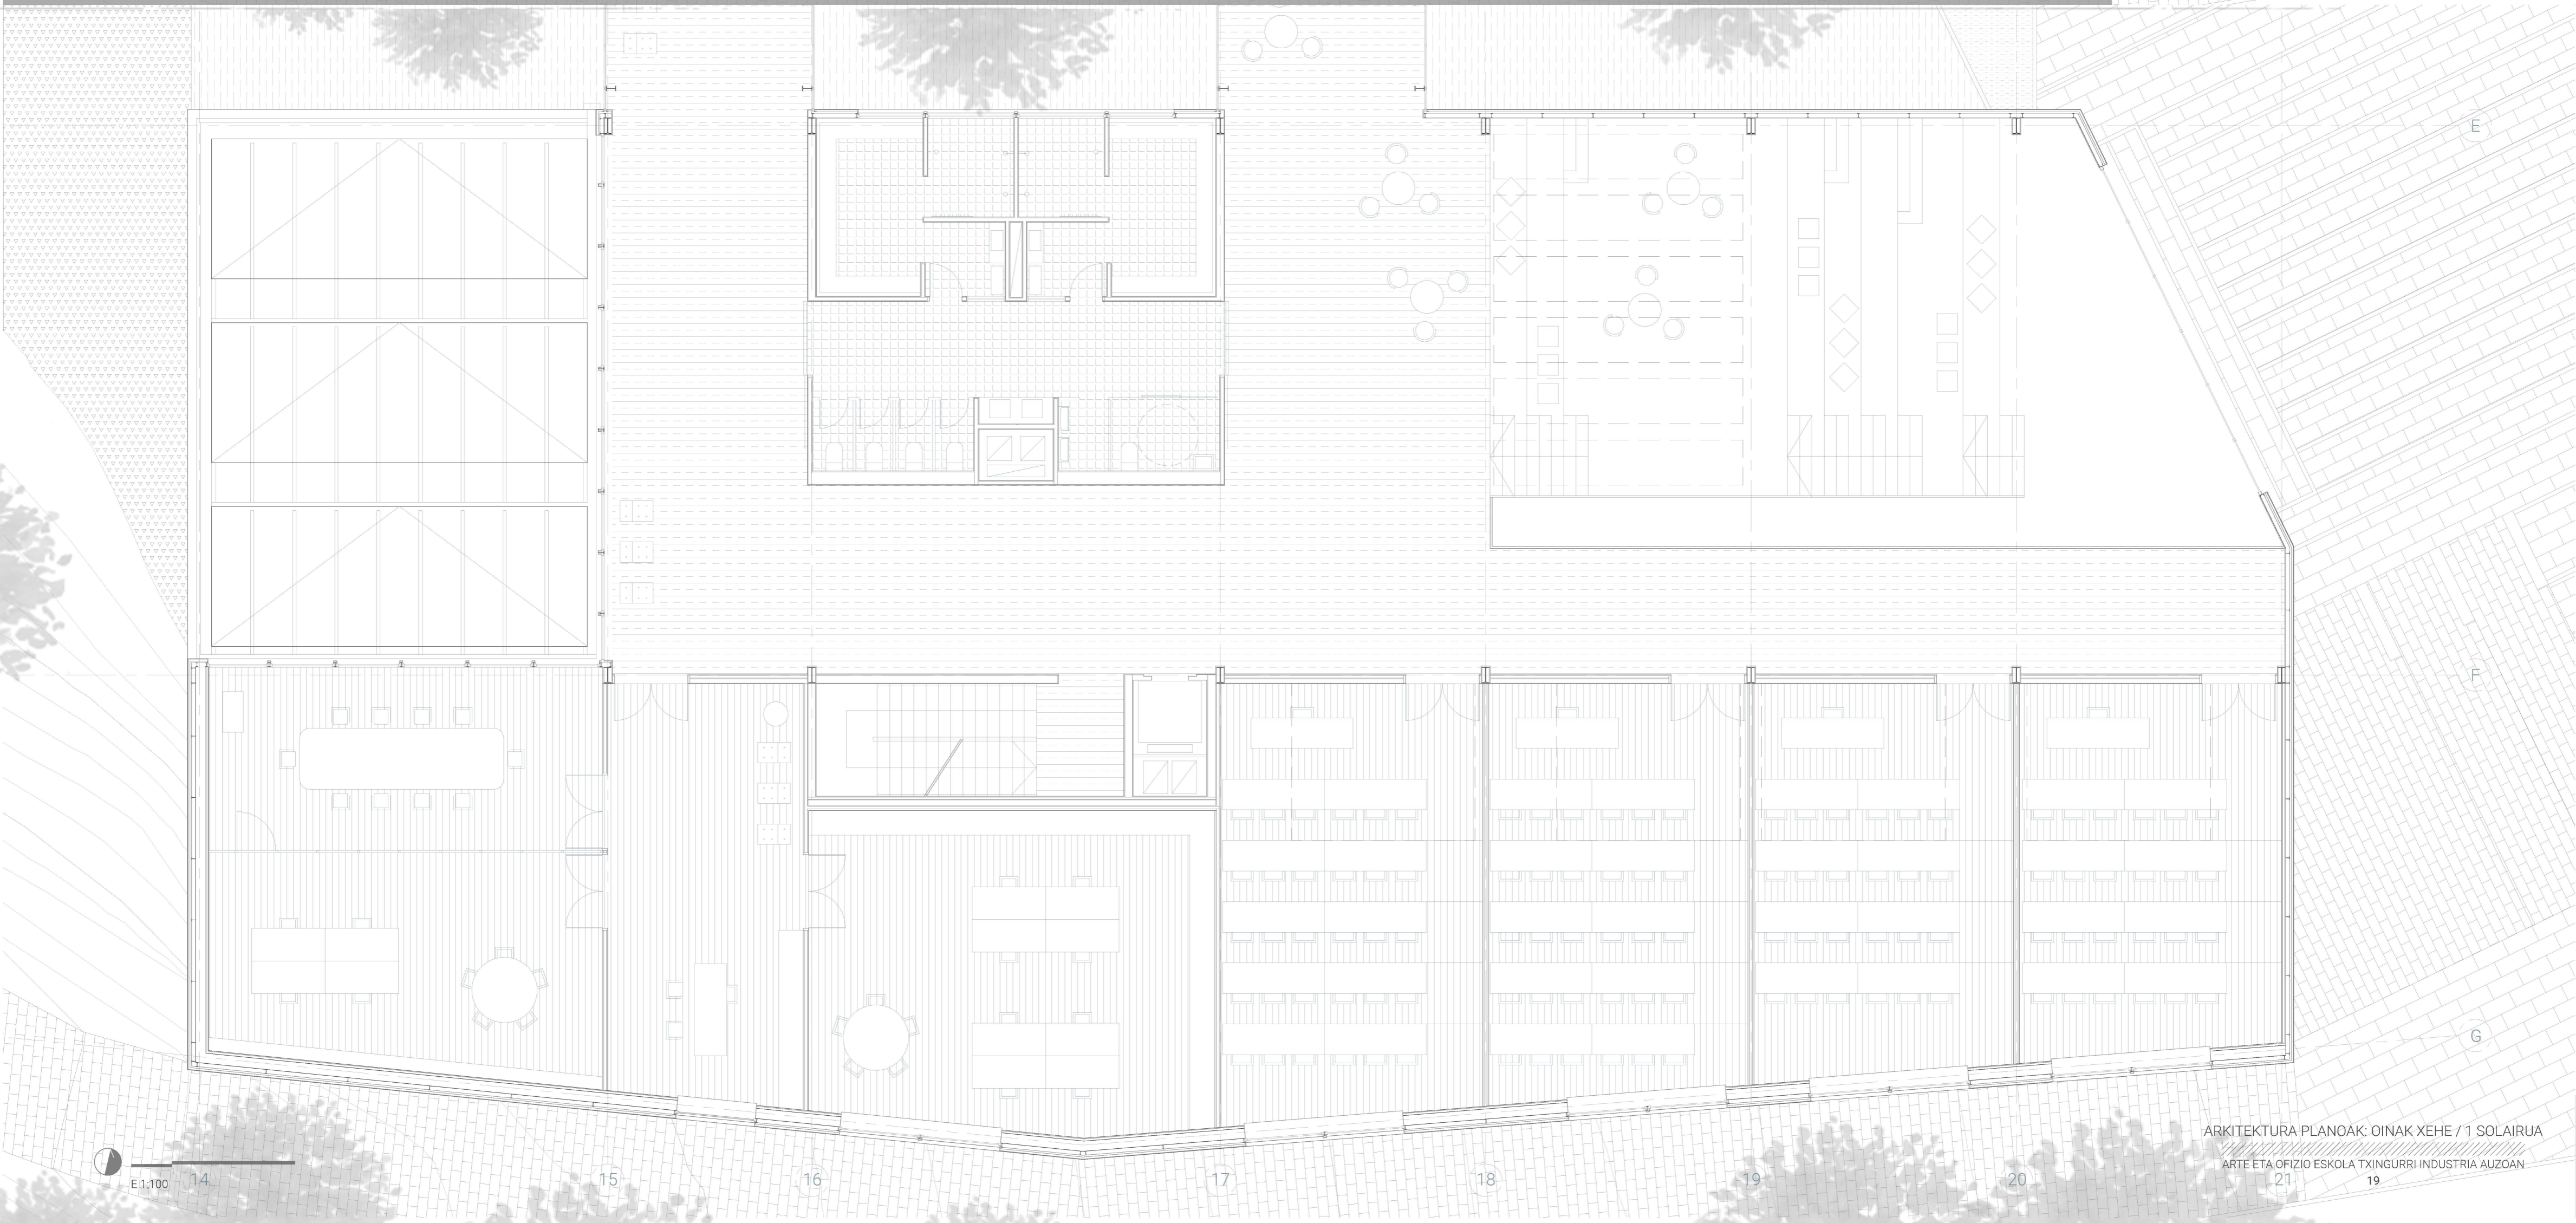 E
F
G
ARKITEKTURA PLANOAK: OINAK XEHE / 1 SOLAIRUA
ARTE ETA OFIZIO ESKOLA TXINGURRI INDUSTRIA AUZOAN
19
E 1:100
14
15
16
17
18
19
20
21